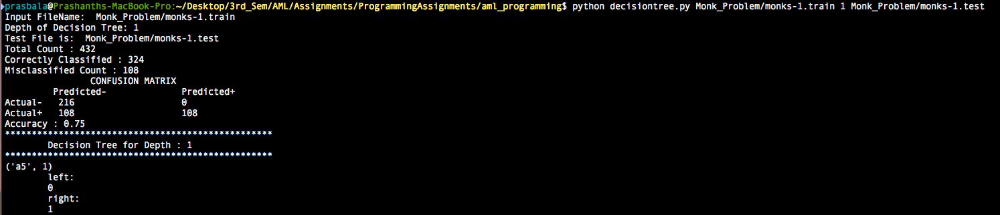 prasbala@Prashanths-MacBook-Pro:~/Desktop/3rd_Sem/AML/Assignments/ProgrammingAssignments/aml_programming$ python decisiontree.py Monk_Problem/monks-1.train 1 Monk_Problem/monks-1.test
Input FileName:  Monk_Problem/monks-1.train
Depth of Decision Tree: 1
Test File is:  Monk_Problem/monks-1.test
Total Count : 432
Correctly Classified : 324
Misclassified Count : 108
CONFUSION MATRIX
Predicted-              Predicted+
Actual-   216                    0
Actual+   108                    108
Accuracy : 0.75
**************************************************
Decision Tree for Depth : 1
**************************************************
('a5', 1)
left:
0
right:
1